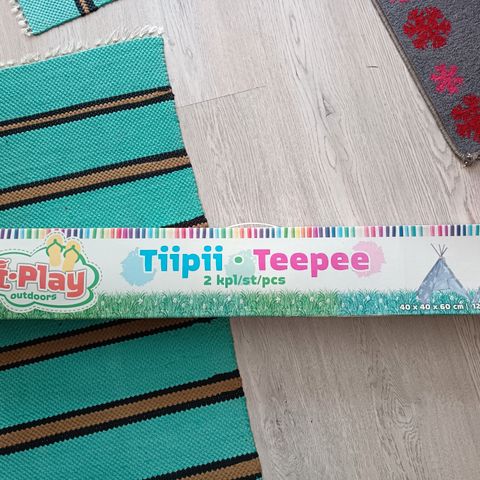 i-Play
outdoors
Tiipii • Teepee
2 kpl/st/pcs
40 x 40 x 60 cm